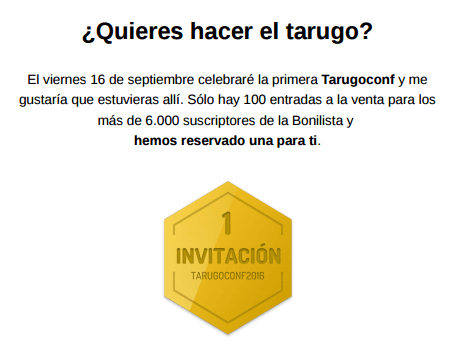 ¿Quieres hacer el tarugo?
El viernes 16 de septiembre celebraré la primera Tarugoconf y me
gustaría que estuvieras allí. Sólo hay 100 entradas a la venta para los
más de 6.000 suscriptores de la Bonilista y
hemos reservado una para ti.
1
INVITACIÓN
TARUGOCONF2016